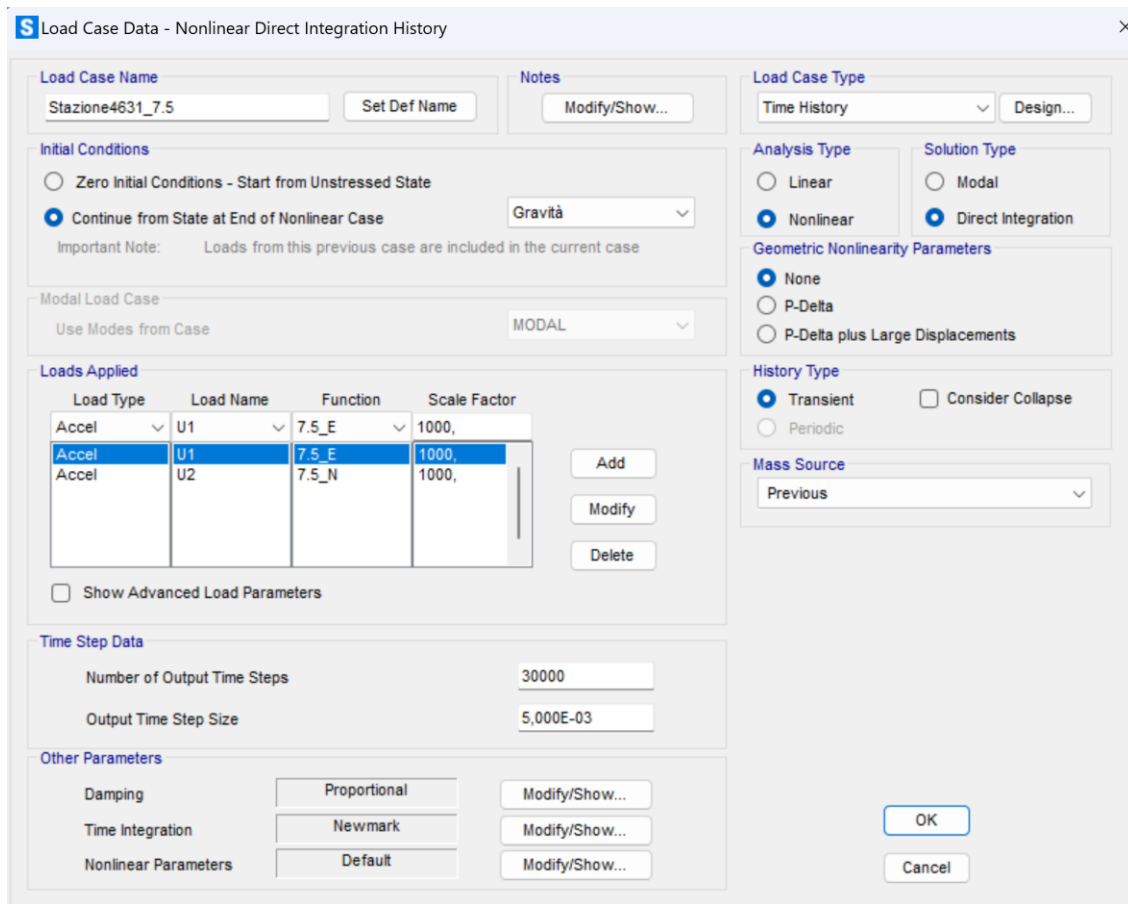 S Load Case Data - Nonlinear Direct Integration History
Load Case Name
Stazione4631_7.5
Set Def Name
Notes
Modify/Show...
Load Case Type
Time History
Design...
Initial Conditions
Zero Initial Conditions - Start from Unstressed State
Continue from State at End of Nonlinear Case
Gravità
Important Note: Loads from this previous case are included in the current case
Analysis Type
Linear
Nonlinear
Solution Type
Modal
Direct Integration
Geometric Nonlinearity Parameters
None
P-Delta
P-Delta plus Large Displacements
Modal Load Case
Use Modes from Case
MODAL
Loads Applied
Load Type Load Name Function Scale Factor
Accel U1 7.5_E 1000,
Accel U1 7.5_E 1000,
Accel U2 7.5_N 1000,
Add
Modify
Delete
Show Advanced Load Parameters
History Type
Transient
Consider Collapse
Periodic
Mass Source
Previous
Time Step Data
Number of Output Time Steps 30000
Output Time Step Size 5,000E-03
Other Parameters
Damping Proportional Modify/Show...
Time Integration Newmark Modify/Show...
Nonlinear Parameters Default Modify/Show...
OK
Cancel